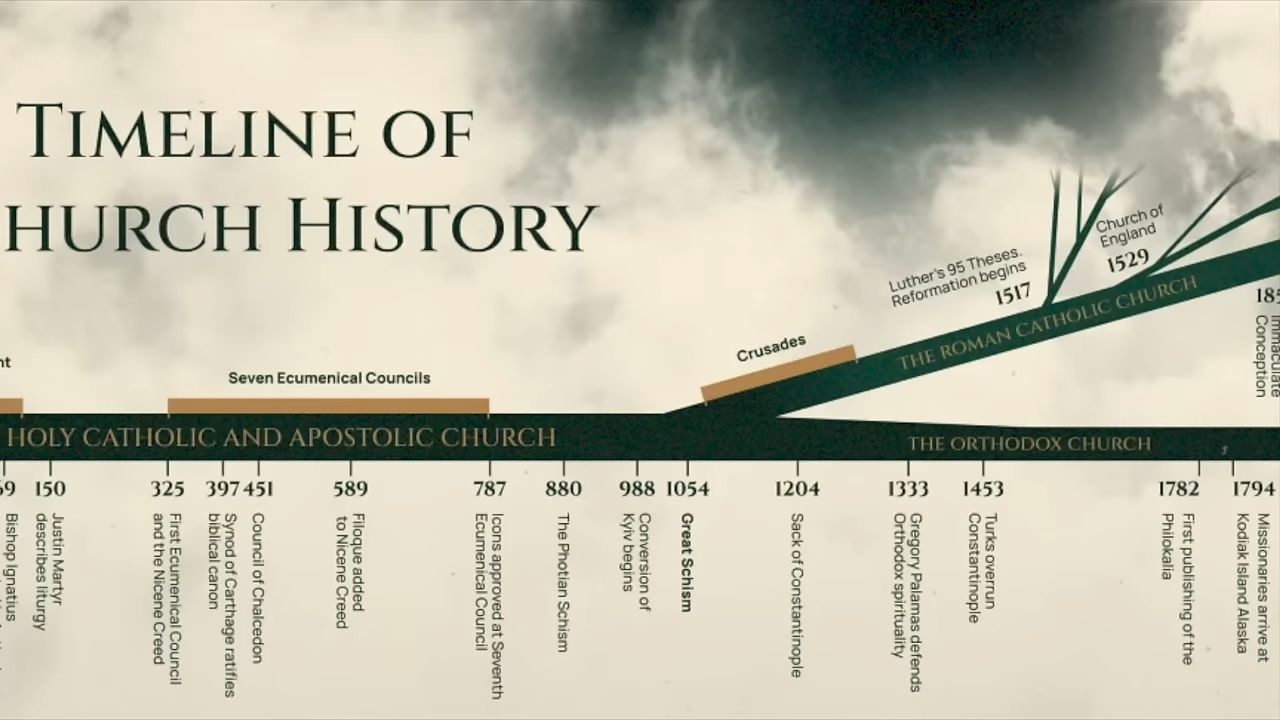 TIMELINE OF
HURCH HISTORY
nt
Seven Ecumenical Councils
Crusades
Luther's 95 Theses.
Reformation begins
1517
Church of
England
1529
HOLY CATHOLIC AND APOSTOLIC CHURCH
THE ROMAN CATHOLIC CHURCH
THE ORTHODOX CHURCH
185
Immaculate
Conception
69
Bishop Ignatius
150
Justin Martyr
describes liturgy
325
First Ecumenical Council
and the Nicene Creed
397
Synod of Carthage ratifies
biblical canon
451
Council of Chalcedon
589
Filoque added
to Nicene Creed
787
Icons approved at Seventh
Ecumenical Council
880
The Photian Schism
988
Conversion of
Kyiv begins
1054
Great Schism
1204
Sack of Constantinople
1333
Gregory Palamas defends
Orthodox spirituality
1453
Turks overrun
Constantinople
1782
First publishing of the
Philokalia
1794
Missionaries arrive at
Kodiak Island Alaska